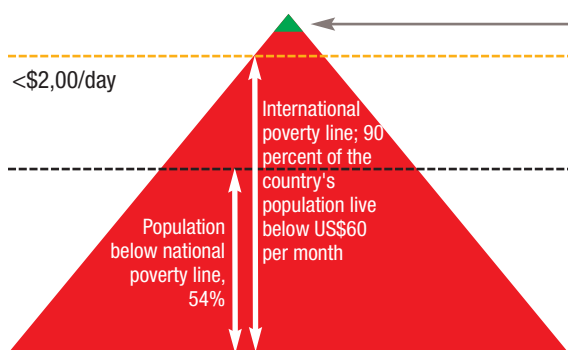 <$2,00/day
International
poverty line; 90
percent of the
country's
population live
below US$60
per month
Population
below national
poverty line,
54%